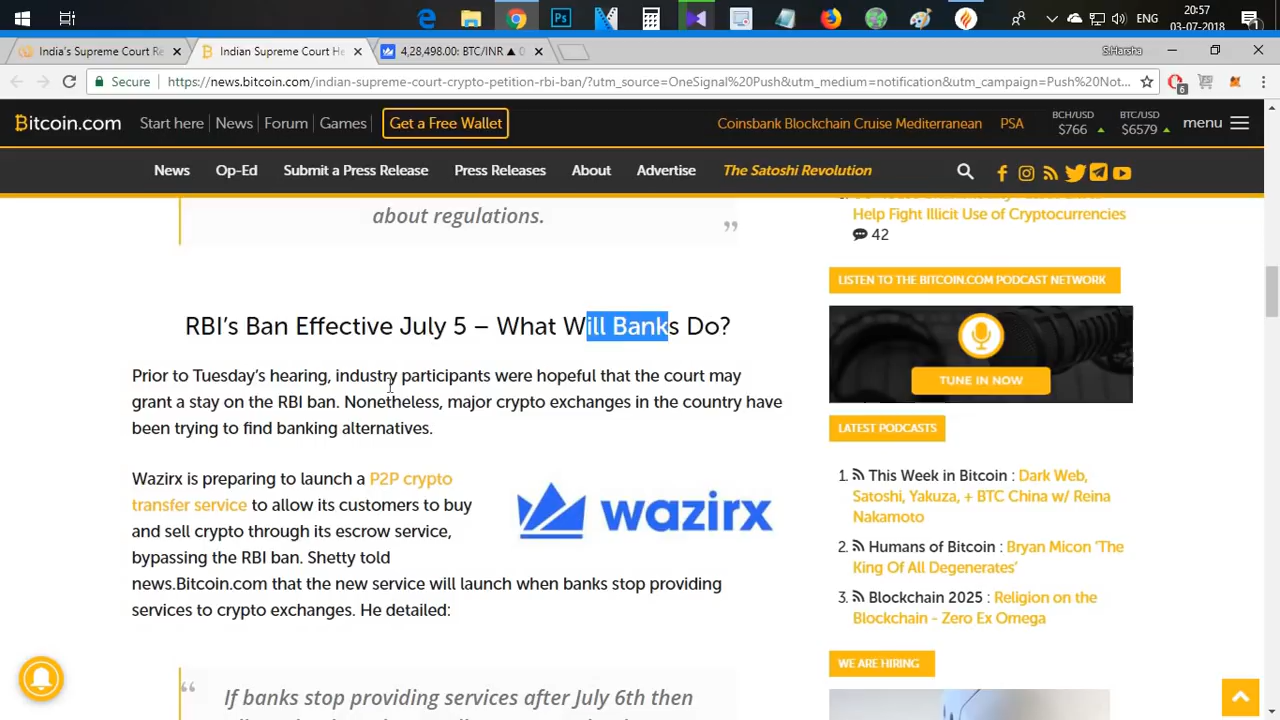 20:57
ENG
03-07-2018
India's Supreme Court Re
Indian Supreme Court He
4,28,498.00: BTC/INR ▲ 0
S.Harsha
Secure
https://news.bitcoin.com/indian-supreme-court-crypto-petition-rbi-ban/?utm_source=OneSignal%20Push&utm_medium=notification&utm_campaign=Push%20Not...
6
Bitcoin.com
Start here
News
Forum
Games
Get a Free Wallet
Coinsbank Blockchain Cruise Mediterranean
PSA
BCH/USD
$766
BTC/USD
$6579
menu
News
Op-Ed
Submit a Press Release
Press Releases
About
Advertise
The Satoshi Revolution
about regulations.
”
RBI's Ban Effective July 5 – What Will Banks Do?
Prior to Tuesday's hearing, industry participants were hopeful that the court may
grant a stay on the RBI ban. Nonetheless, major crypto exchanges in the country have
been trying to find banking alternatives.
Wazirx is preparing to launch a P2P crypto
transfer service to allow its customers to buy
and sell crypto through its escrow service,
bypassing the RBI ban. Shetty told
news.Bitcoin.com that the new service will launch when banks stop providing
services to crypto exchanges. He detailed:
wazirx
“
If banks stop providing services after July 6th then
Help Fight Illicit Use of Cryptocurrencies
42
LISTEN TO THE BITCOIN.COM PODCAST NETWORK
TUNE IN NOW
LATEST PODCASTS
1. This Week in Bitcoin : Dark Web,
Satoshi, Yakuza, + BTC China w/ Reina
Nakamoto
2. Humans of Bitcoin : Bryan Micon 'The
King Of All Degenerates'
3. Blockchain 2025 : Religion on the
Blockchain - Zero Ex Omega
WE ARE HIRING